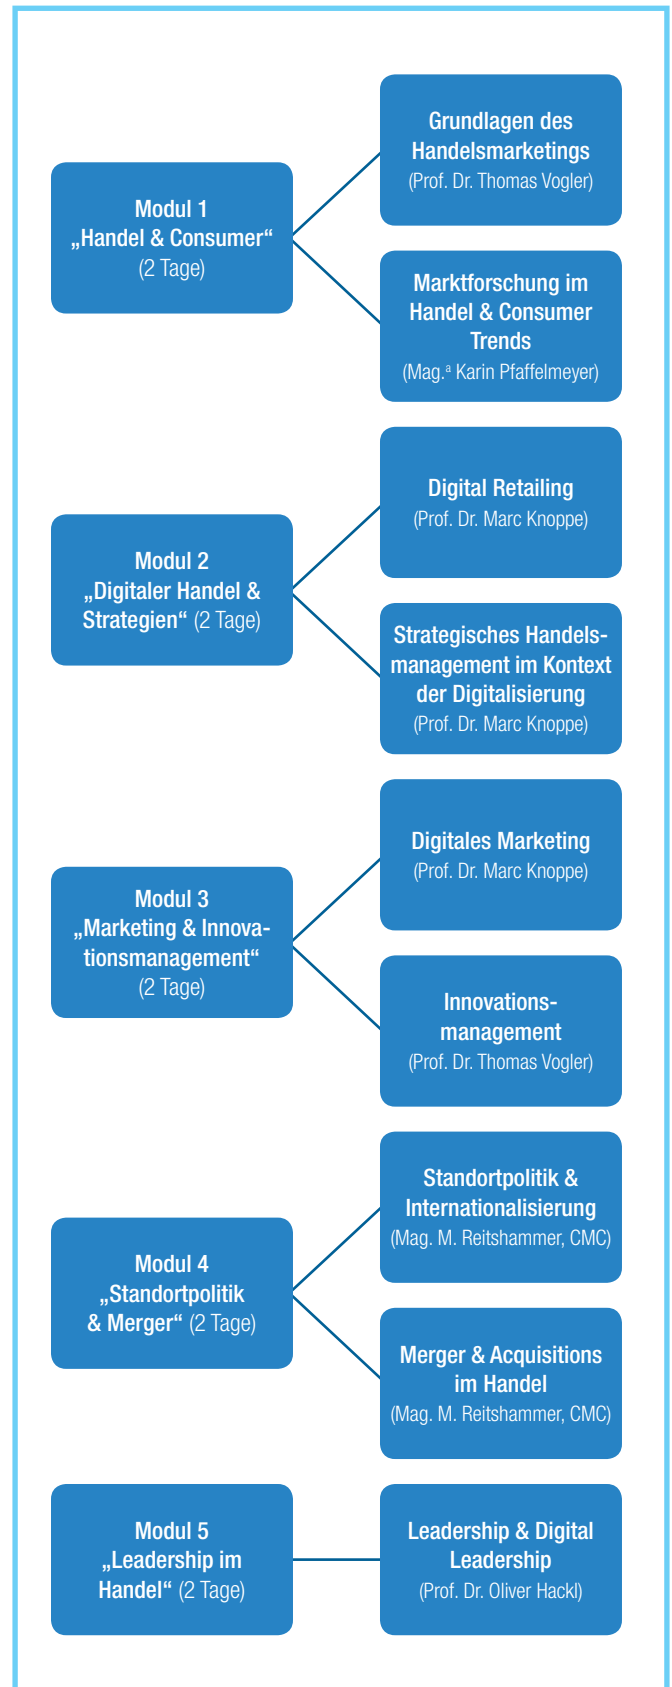 Modul 1
„Handel & Consumer“
(2 Tage)
Grundlagen des
Handelsmarketings
(Prof. Dr. Thomas Vogler)
Marktforschung im
Handel & Consumer
Trends
(Mag.ª Karin Pfaffelmeyer)
Modul 2
„Digitaler Handel &
Strategien“ (2 Tage)
Digital Retailing
(Prof. Dr. Marc Knoppe)
Strategisches Handels-
management im Kontext
der Digitalisierung
(Prof. Dr. Marc Knoppe)
Modul 3
„Marketing & Innova-
tionsmanagement“
(2 Tage)
Digitales Marketing
(Prof. Dr. Marc Knoppe)
Innovations-
management
(Prof. Dr. Thomas Vogler)
Modul 4
„Standortpolitik
& Merger“ (2 Tage)
Standortpolitik &
Internationalisierung
(Mag. M. Reitshammer, CMC)
Merger & Acquisitions
im Handel
(Mag. M. Reitshammer, CMC)
Modul 5
„Leadership im
Handel“ (2 Tage)
Leadership & Digital
Leadership
(Prof. Dr. Oliver Hackl)